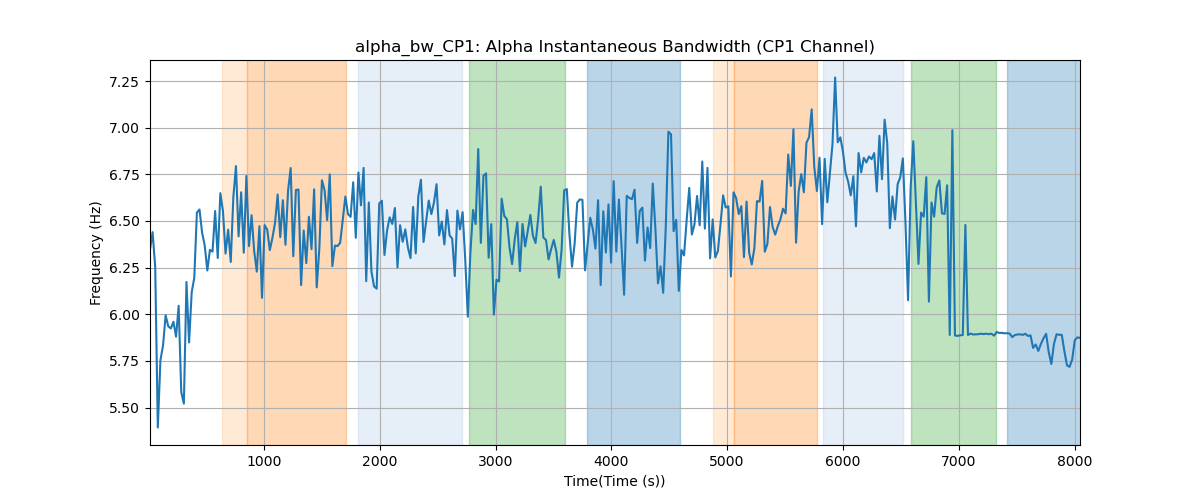 alpha_bw_CP1: Alpha Instantaneous Bandwidth (CP1 Channel)
7.25
7.00
6.75
6.50
6.25
6.00
5.75
5.50
Frequency (Hz)
1000 2000 3000 4000 5000 6000 7000 8000
Time(Time (s))